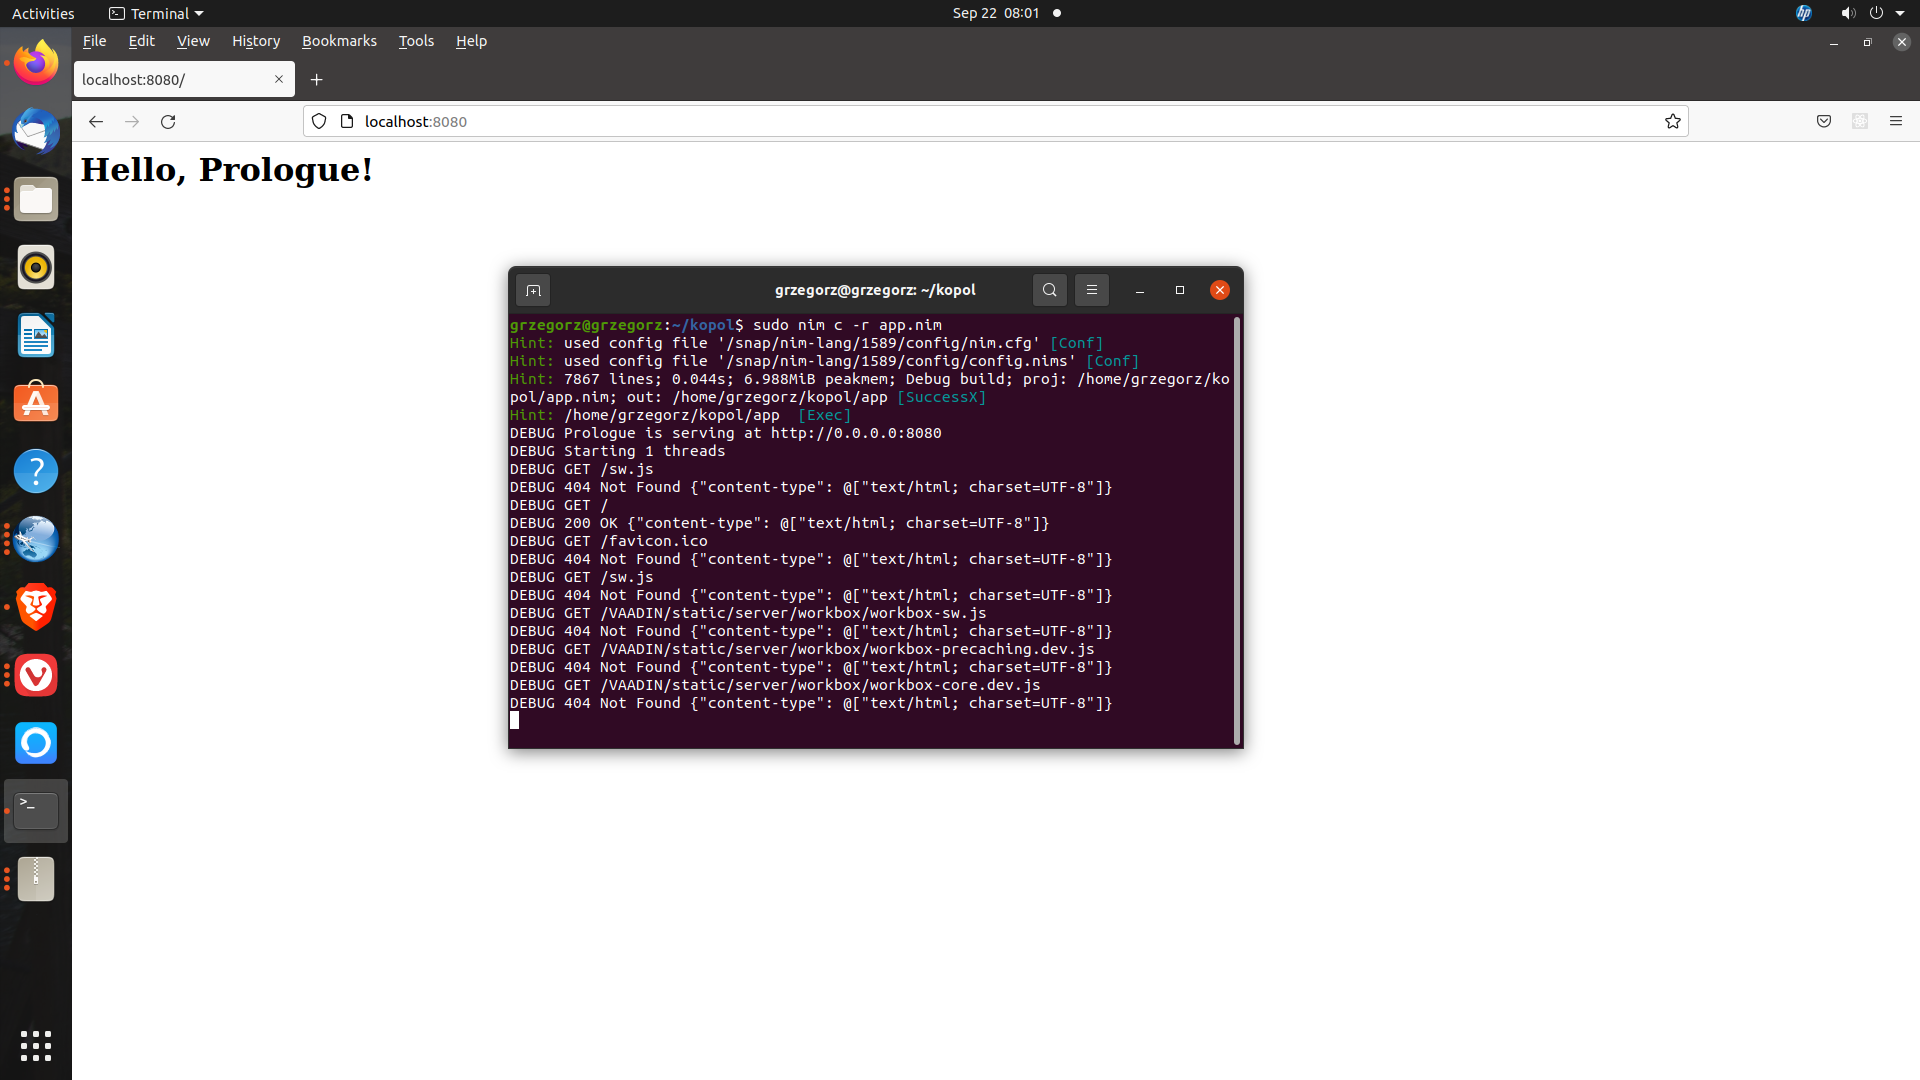 Activities
Terminal
Sep 22 08:01
hp
File Edit View History Bookmarks Tools Help
localhost:8080/
localhost:8080
Hello, Prologue!
grzegorz@grzegorz: ~/kopol
grzegorz@grzegorz:~/kopol$ sudo nim c -r app.nim
Hint: used config file '/snap/nim-lang/1589/config/nim.cfg' [Conf]
Hint: used config file '/snap/nim-lang/1589/config/config.nims' [Conf]
Hint: 7867 lines; 0.044s; 6.988MiB peakmem; Debug build; proj: /home/grzegorz/ko
pol/app.nim; out: /home/grzegorz/kopol/app [SuccessX]
Hint: /home/grzegorz/kopol/app  [Exec]
DEBUG Prologue is serving at http://0.0.0.0:8080
DEBUG Starting 1 threads
DEBUG GET /sw.js
DEBUG 404 Not Found {"content-type": @["text/html; charset=UTF-8"]}
DEBUG GET /
DEBUG 200 OK {"content-type": @["text/html; charset=UTF-8"]}
DEBUG GET /favicon.ico
DEBUG 404 Not Found {"content-type": @["text/html; charset=UTF-8"]}
DEBUG GET /sw.js
DEBUG 404 Not Found {"content-type": @["text/html; charset=UTF-8"]}
DEBUG GET /VAADIN/static/server/workbox/workbox-sw.js
DEBUG 404 Not Found {"content-type": @["text/html; charset=UTF-8"]}
DEBUG GET /VAADIN/static/server/workbox/workbox-precaching.dev.js
DEBUG 404 Not Found {"content-type": @["text/html; charset=UTF-8"]}
DEBUG GET /VAADIN/static/server/workbox/workbox-core.dev.js
DEBUG 404 Not Found {"content-type": @["text/html; charset=UTF-8"]}